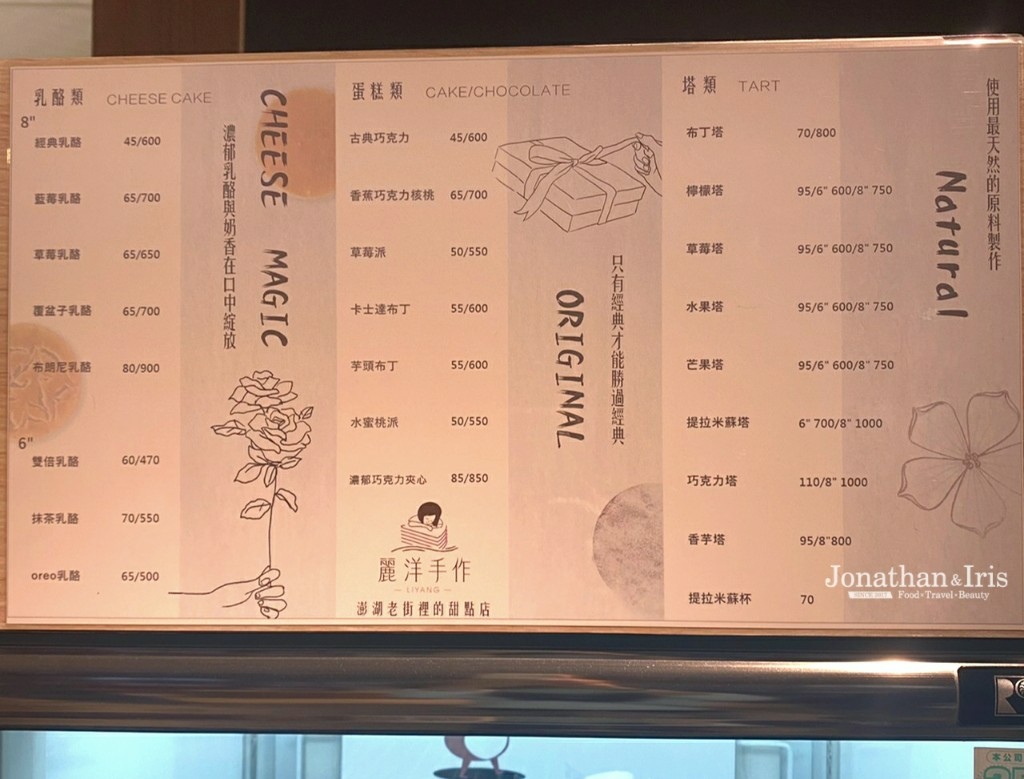 乳酪類 CHEESE CAKE
8"
經典乳酪 45/600
藍莓乳酪 65/700
草莓乳酪 65/650
覆盆子乳酪 65/700
布朗尼乳酪 80/900
6"
雙倍乳酪 60/470
抹茶乳酪 70/550
oreo乳酪 65/500
濃郁乳酪與奶香在口中綻放
CHEESE MAGIC
蛋糕類 CAKE/CHOCOLATE
古典巧克力 45/600
香蕉巧克力核桃 65/700
草莓派 50/550
卡士達布丁 55/600
芋頭布丁 55/600
水蜜桃派 50/550
濃郁巧克力夾心 85/850
麗洋手作
LIYANG
澎湖老街裡的甜點店
只有經典才能勝過經典
ORIGINAL
塔類 TART
布丁塔 70/800
檸檬塔 95/6" 600/8" 750
草莓塔 95/6" 600/8" 750
水果塔 95/6" 600/8" 750
芒果塔 95/6" 600/8" 750
提拉米蘇塔 6" 700/8" 1000
巧克力塔 110/8" 1000
香芋塔 95/8"800
提拉米蘇杯 70
使用最天然的原料製作
Natural
Jonathan&Iris
Food•Travel•Beauty
本公司